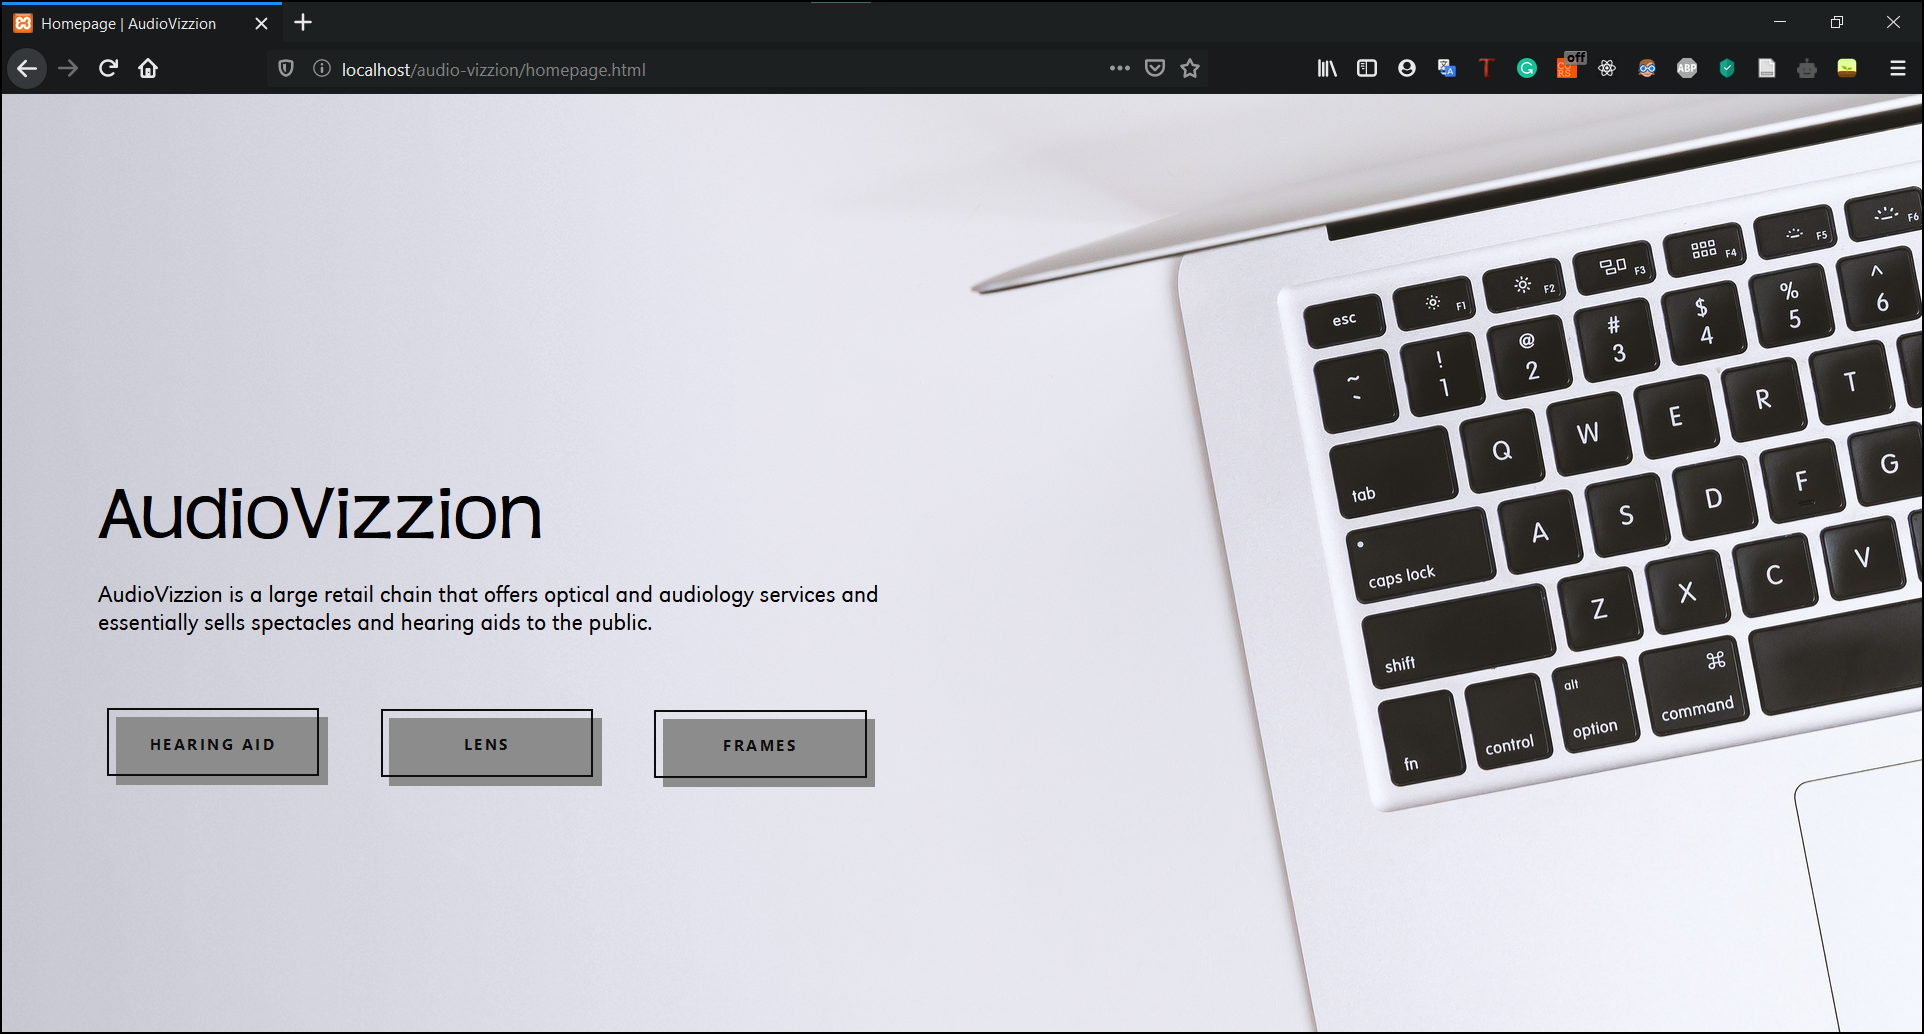 Homepage | AudioVizzion
localhost/audio-vizzion/homepage.html
off
T
G
ABP
AudioVizzion
AudioVizzion is a large retail chain that offers optical and audiology services and
essentially sells spectacles and hearing aids to the public.
HEARING AID
LENS
FRAMES
esc F1 F2 F3 F4 F5 F6
~ ` ! 1 @ 2 # 3 $ 4 % 5 ^ 6
tab Q W E R T
caps lock A S D F G
shift Z X C V
fn control alt option ⌘ command